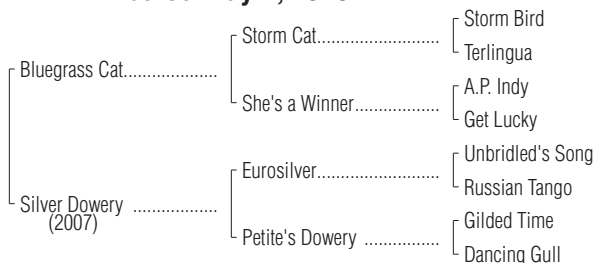 Storm Bird
Storm Cat..........................
Terlingua
Bluegrass Cat....................
A.P. Indy
She's a Winner..................
Get Lucky
Unbridled's Song
Eurosilver..........................
Russian Tango
Silver Dowery ..................
(2007)
Gilded Time
Petite's Dowery ................
Dancing Gull